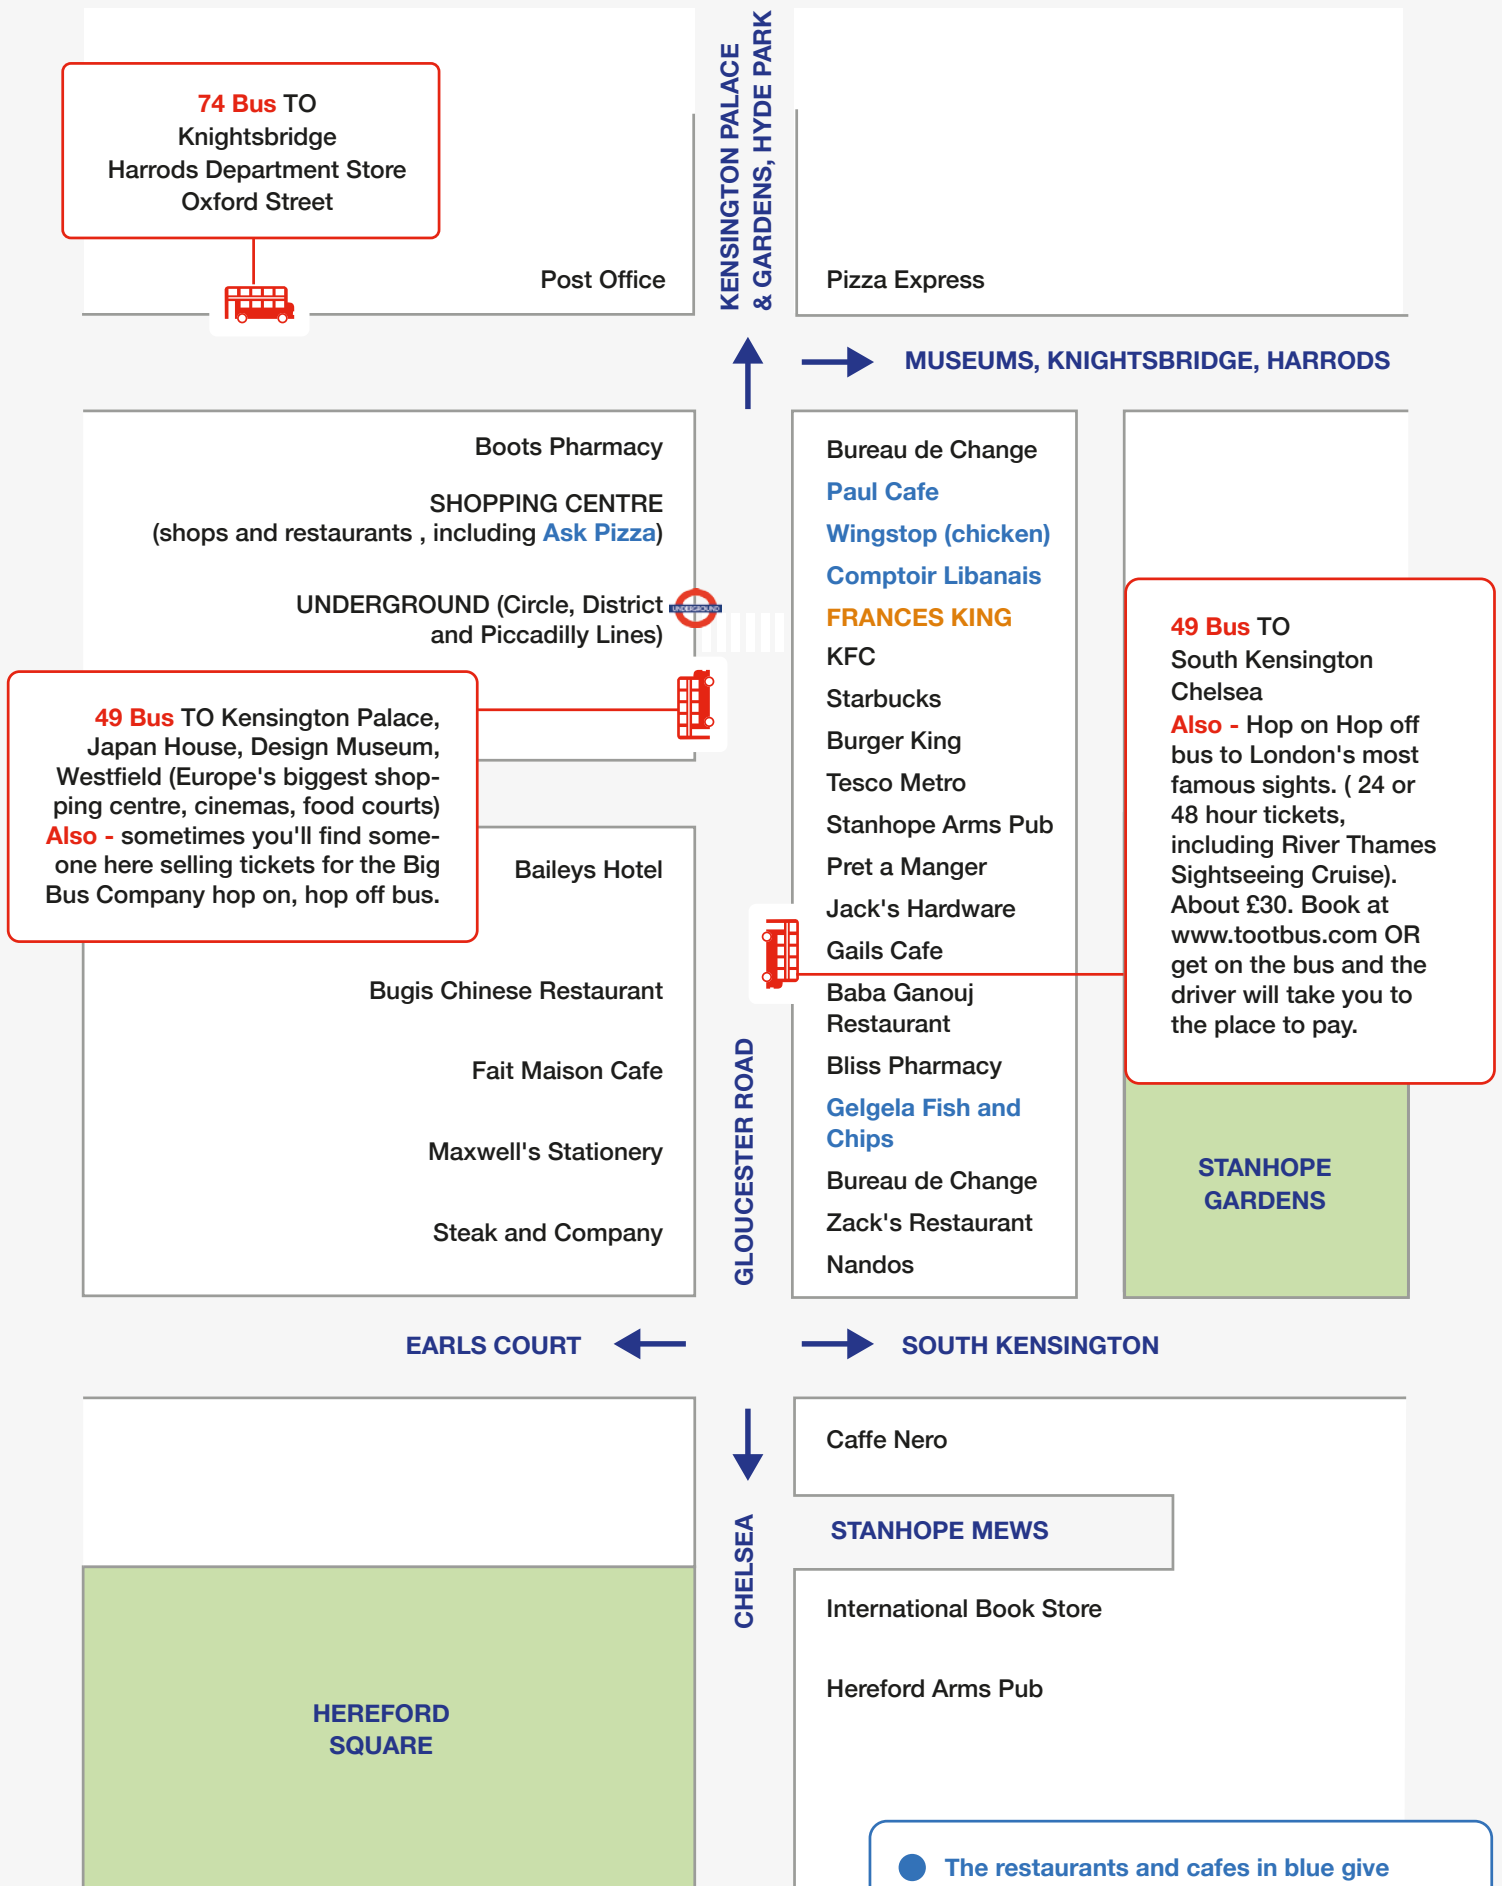 74 Bus TO
Knightsbridge
Harrods Department Store
Oxford Street
Post Office
KENSINGTON PALACE
& GARDENS, HYDE PARK
Pizza Express
MUSEUMS, KNIGHTSBRIDGE, HARRODS
Boots Pharmacy
SHOPPING CENTRE
(shops and restaurants , including Ask Pizza)
UNDERGROUND (Circle, District
and Piccadilly Lines)
UNDERGROUND
49 Bus TO Kensington Palace,
Japan House, Design Museum,
Westfield (Europe's biggest shop-
ping centre, cinemas, food courts)
Also - sometimes you'll find some-
one here selling tickets for the Big
Bus Company hop on, hop off bus.
Baileys Hotel
Bugis Chinese Restaurant
Fait Maison Cafe
Maxwell's Stationery
Steak and Company
GLOUCESTER ROAD
Bureau de Change
Paul Cafe
Wingstop (chicken)
Comptoir Libanais
FRANCES KING
KFC
Starbucks
Burger King
Tesco Metro
Stanhope Arms Pub
Pret a Manger
Jack's Hardware
Gails Cafe
Baba Ganouj
Restaurant
Bliss Pharmacy
Gelgela Fish and
Chips
Bureau de Change
Zack's Restaurant
Nandos
49 Bus TO
South Kensington
Chelsea
Also - Hop on Hop off
bus to London's most
famous sights. ( 24 or
48 hour tickets,
including River Thames
Sightseeing Cruise).
About £30. Book at
www.tootbus.com OR
get on the bus and the
driver will take you to
the place to pay.
STANHOPE
GARDENS
EARLS COURT
SOUTH KENSINGTON
CHELSEA
Caffe Nero
STANHOPE MEWS
International Book Store
Hereford Arms Pub
HEREFORD
SQUARE
The restaurants and cafes in blue give